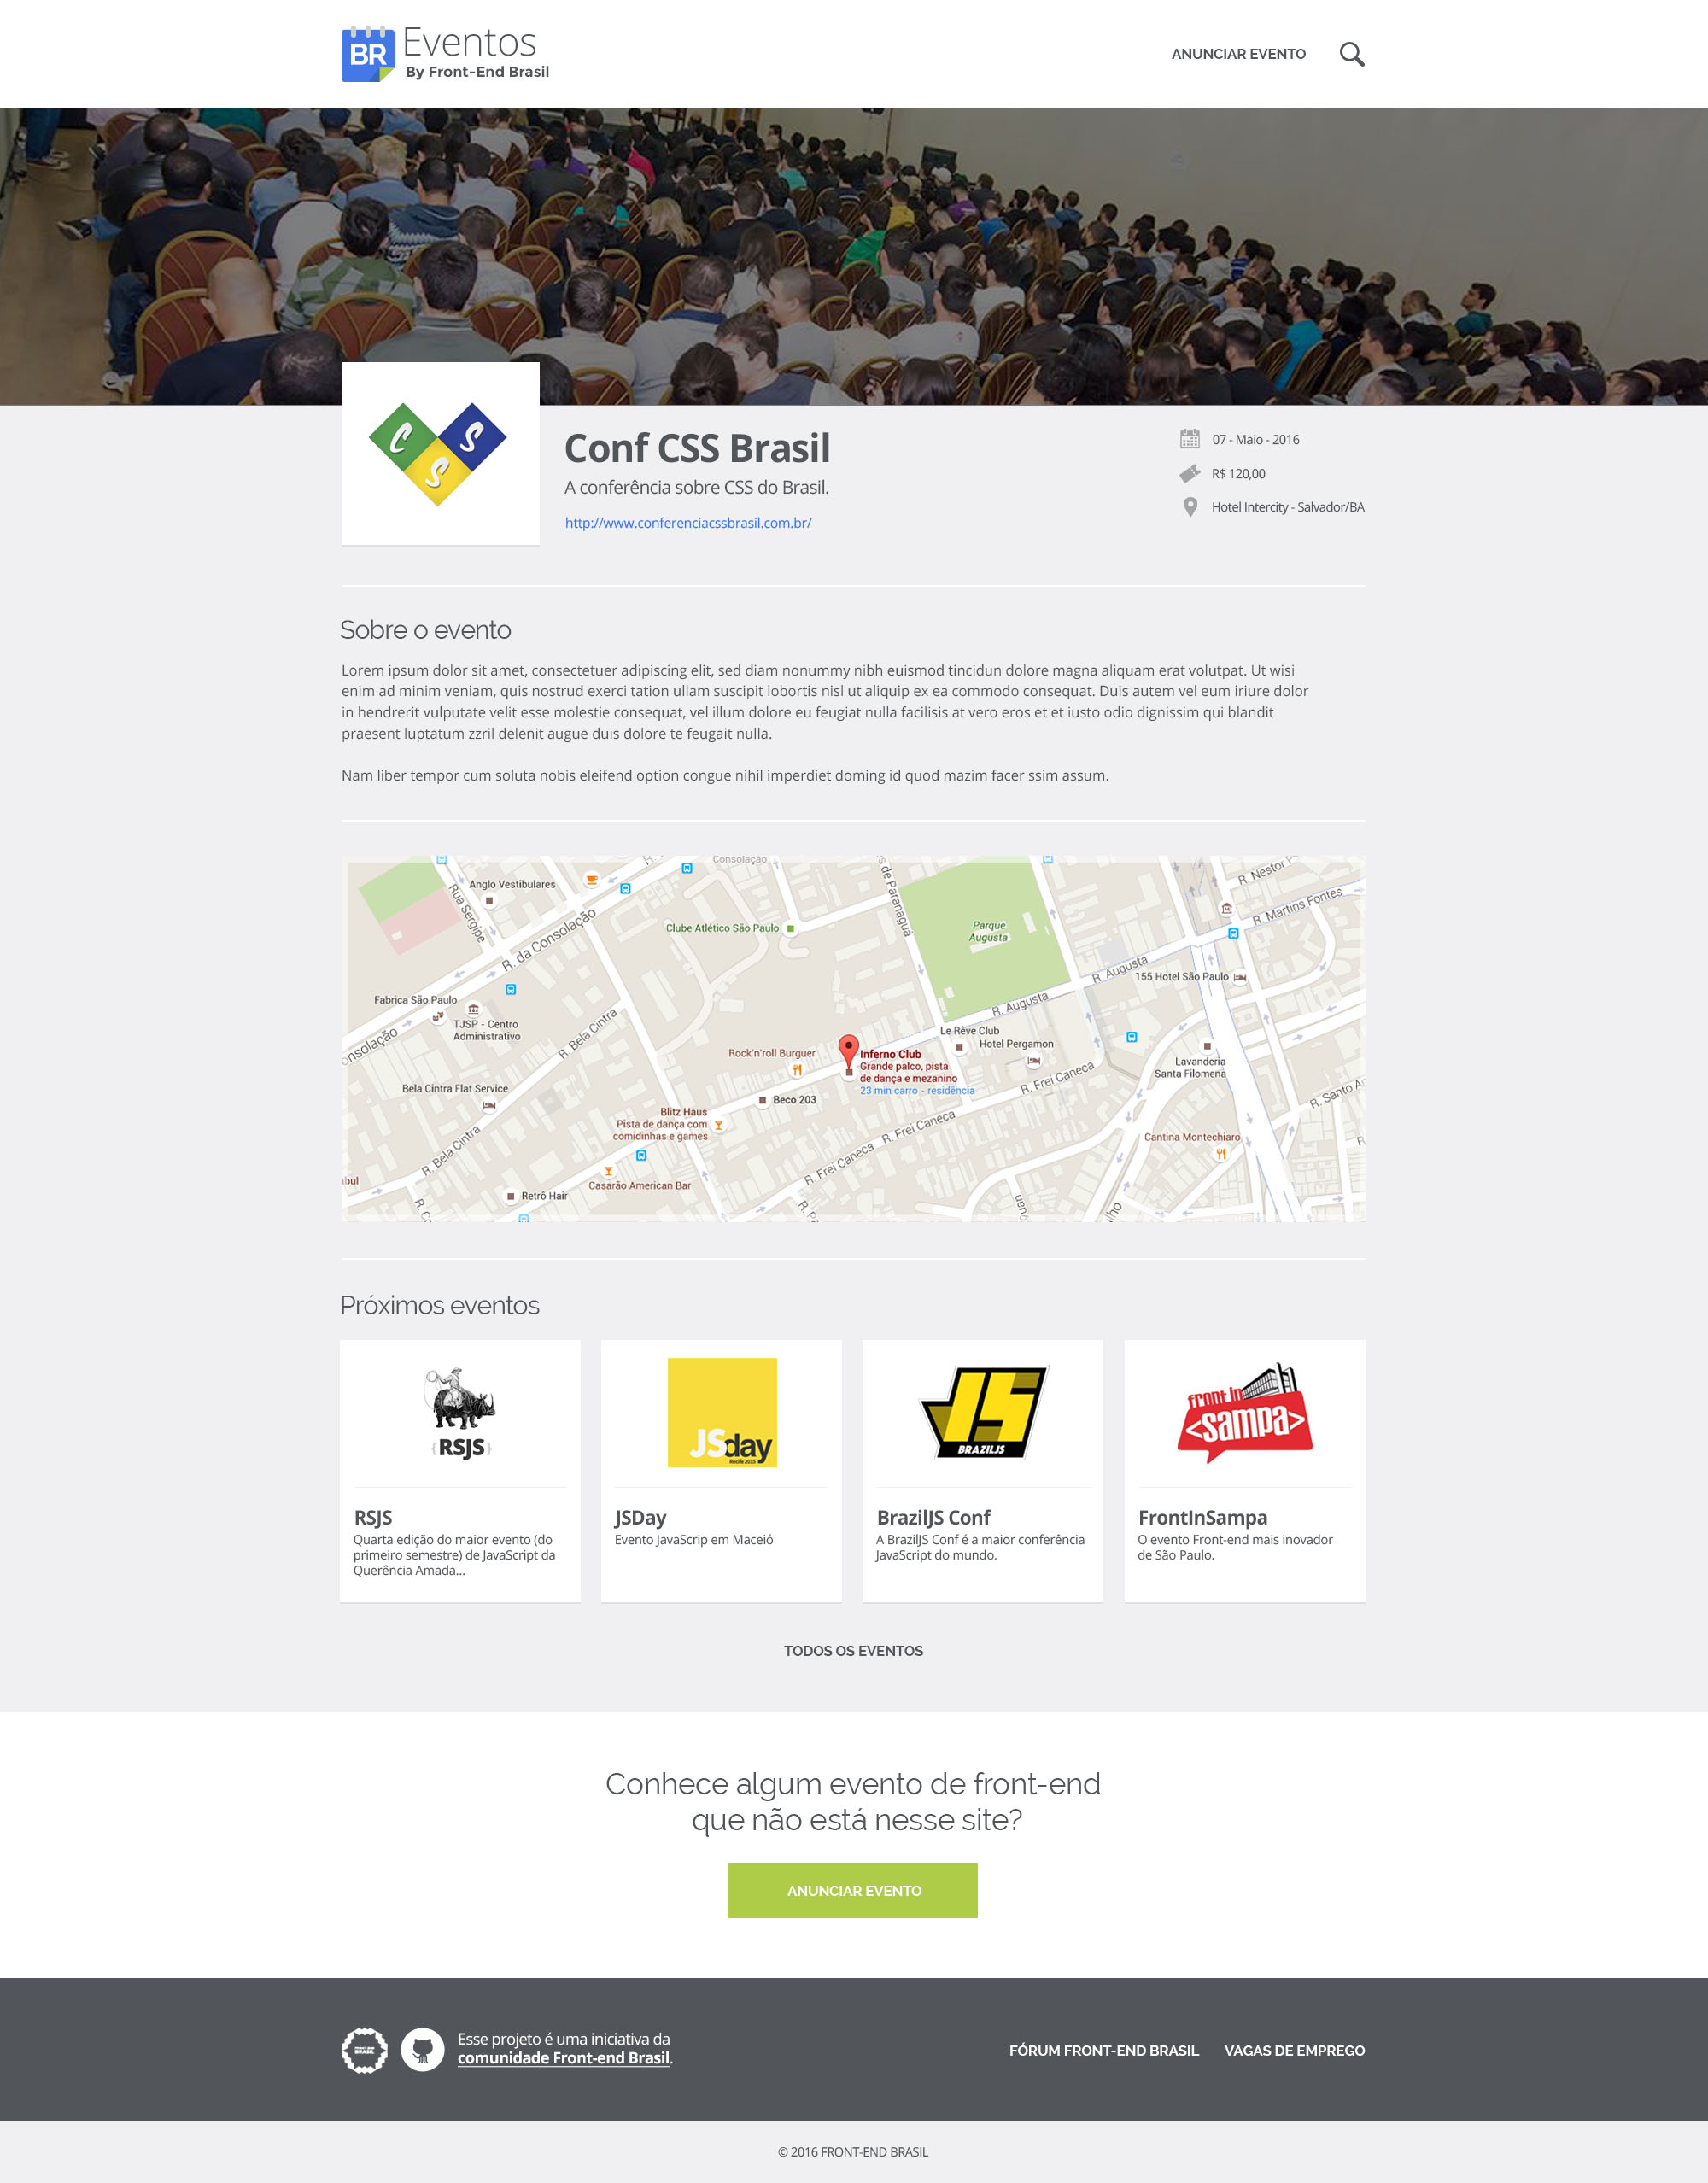 BR
Eventos
By Front-End Brasil
ANUNCIAR EVENTO
C
S
S
Conf CSS Brasil
A conferência sobre CSS do Brasil.
http://www.conferenciacssbrasil.com.br/
07 - Maio - 2016
R$ 120,00
Hotel Intercity - Salvador/BA
Sobre o evento
Lorem ipsum dolor sit amet, consectetuer adipiscing elit, sed diam nonummy nibh euismod tincidun dolore magna aliquam erat volutpat. Ut wisi
enim ad minim veniam, quis nostrud exerci tation ullam suscipit lobortis nisl ut aliquip ex ea commodo consequat. Duis autem vel eum iriure dolor
in hendrerit vulputate velit esse molestie consequat, vel illum dolore eu feugiat nulla facilisis at vero eros et et iusto odio dignissim qui blandit
praesent luptatum zzril delenit augue duis dolore te feugait nulla.
Nam liber tempor cum soluta nobis eleifend option congue nihil imperdiet doming id quod mazim facer ssim assum.
Consolação
Anglo Vestibulares
Rua Sergipe
R. da Consolação
Clube Atlético São Paulo
s de Paranaguá
Parque
Augusta
R. Nestor P
R. Martins Fontes
R. Augusta
155 Hotel São Paulo
Fabrica São Paulo
TJSP - Centro
Administrativo
onsolação
R. Bela Cintra
R. Augusta
Le Rêve Club
Hotel Pergamon
Rock'n'roll Burguer
Inferno Club
Grande palco, pista
de dança e mezanino
23 min carro - residência
Lavanderia
Santa Filomena
R. Frei Caneca
R. Santo Ar
Bela Cintra Flat Service
Beco 203
Blitz Haus
Pista de dança com
comidinhas e games
R. Frei Caneca
R. Frei Caneca
Cantina Montechiaro
R. Bela Cintra
Casarão American Bar
Retrô Hair
bul
Próximos eventos
{RSJS}
JSday
Recife 2015
JS
BRAZILJS
front in
<sampa>
RSJS
Quarta edição do maior evento (do
primeiro semestre) de JavaScript da
Querência Amada...
JSDay
Evento JavaScrip em Maceió
BrazilJS Conf
A BrazilJS Conf é a maior conferência
JavaScript do mundo.
FrontInSampa
O evento Front-end mais inovador
de São Paulo.
TODOS OS EVENTOS
Conhece algum evento de front-end
que não está nesse site?
ANUNCIAR EVENTO
FRONT-END
BRASIL
Esse projeto é uma iniciativa da
comunidade Front-end Brasil.
FÓRUM FRONT-END BRASIL
VAGAS DE EMPREGO
© 2016 FRONT-END BRASIL